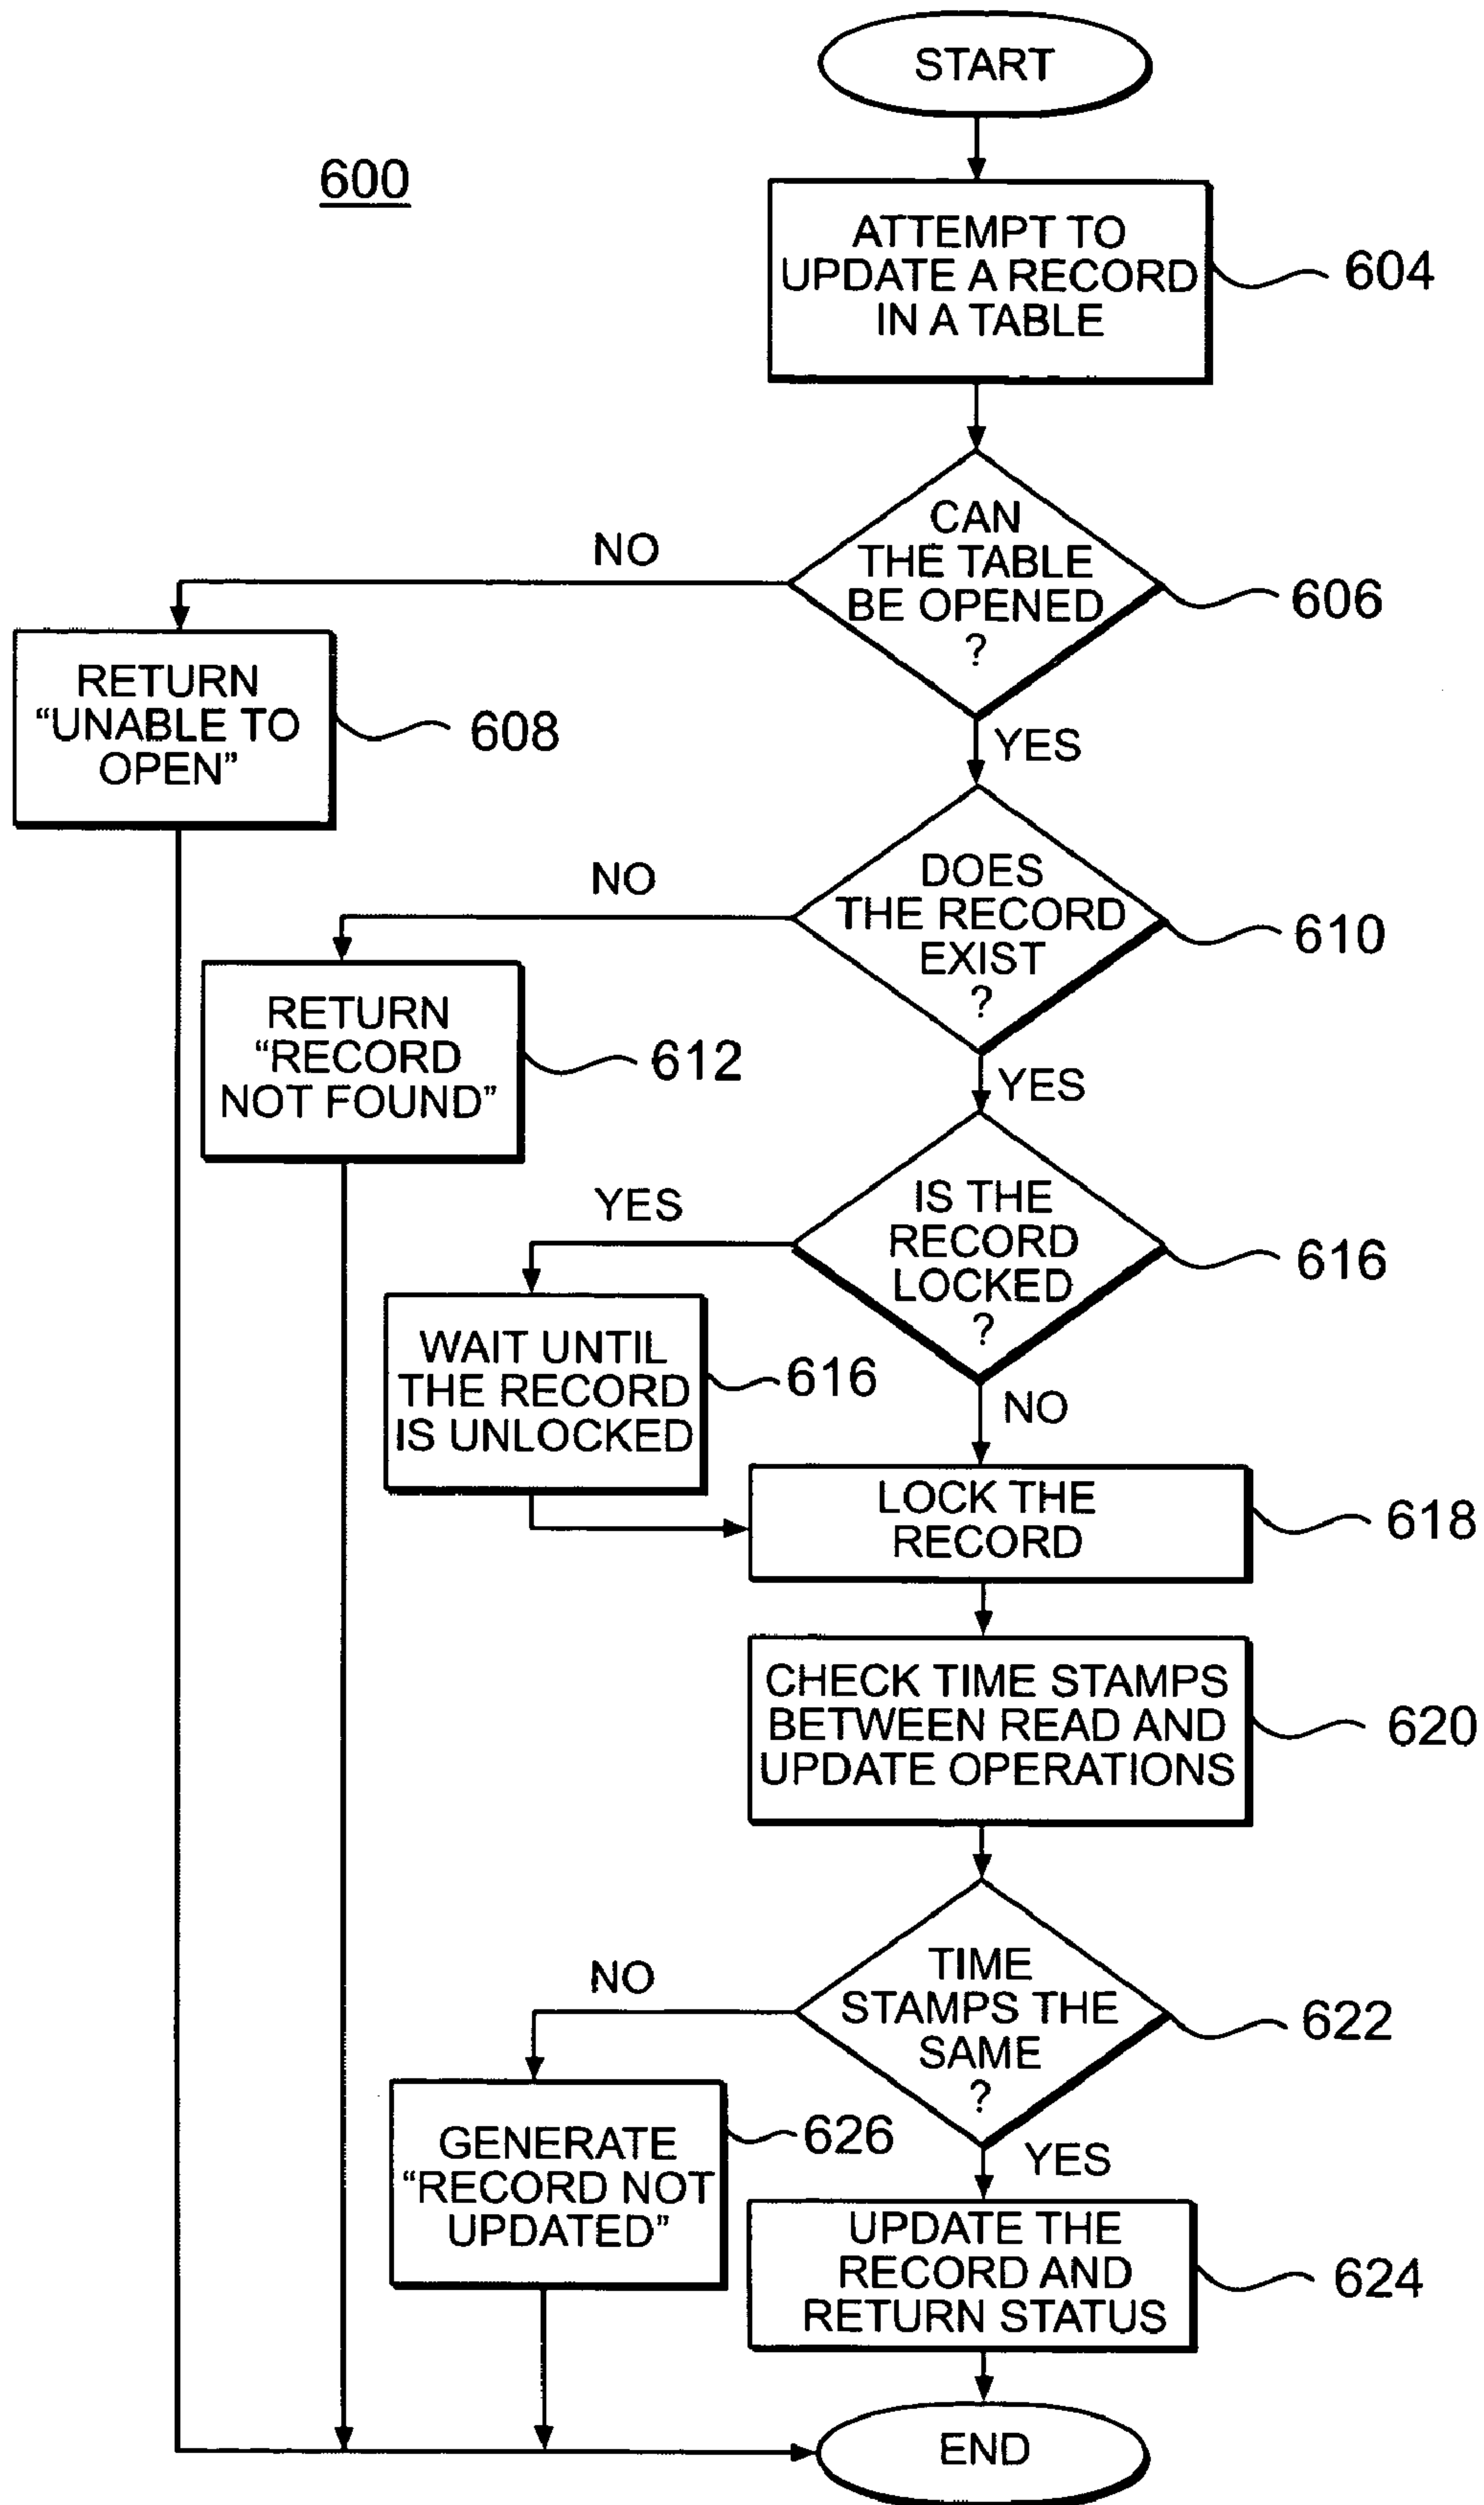 START
600
ATTEMPT TO
UPDATE A RECORD
IN A TABLE
604
CAN
THE TABLE
BE OPENED
?
606
NO
YES
RETURN
“UNABLE TO
OPEN”
608
DOES
THE RECORD
EXIST
?
610
NO
YES
RETURN
“RECORD
NOT FOUND”
612
IS THE
RECORD
LOCKED
?
616
YES
NO
WAIT UNTIL
THE RECORD
IS UNLOCKED
616
LOCK THE
RECORD
618
CHECK TIME STAMPS
BETWEEN READ AND
UPDATE OPERATIONS
620
TIME
STAMPS THE
SAME
?
622
NO
YES
GENERATE
“RECORD NOT
UPDATED”
626
UPDATE THE
RECORD AND
RETURN STATUS
624
END